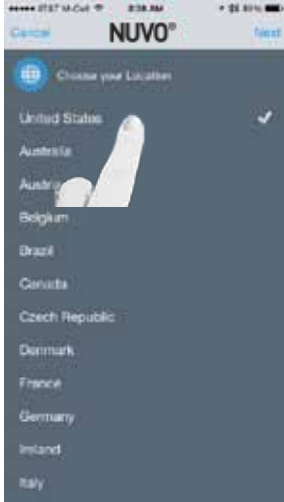 AT&T M-Cell 8:38 AM
Cancel NUVO® Next
Choose your Location
United States
Australia
Austria
Belgium
Brazil
Canada
Czech Republic
Denmark
France
Germany
Ireland
Italy